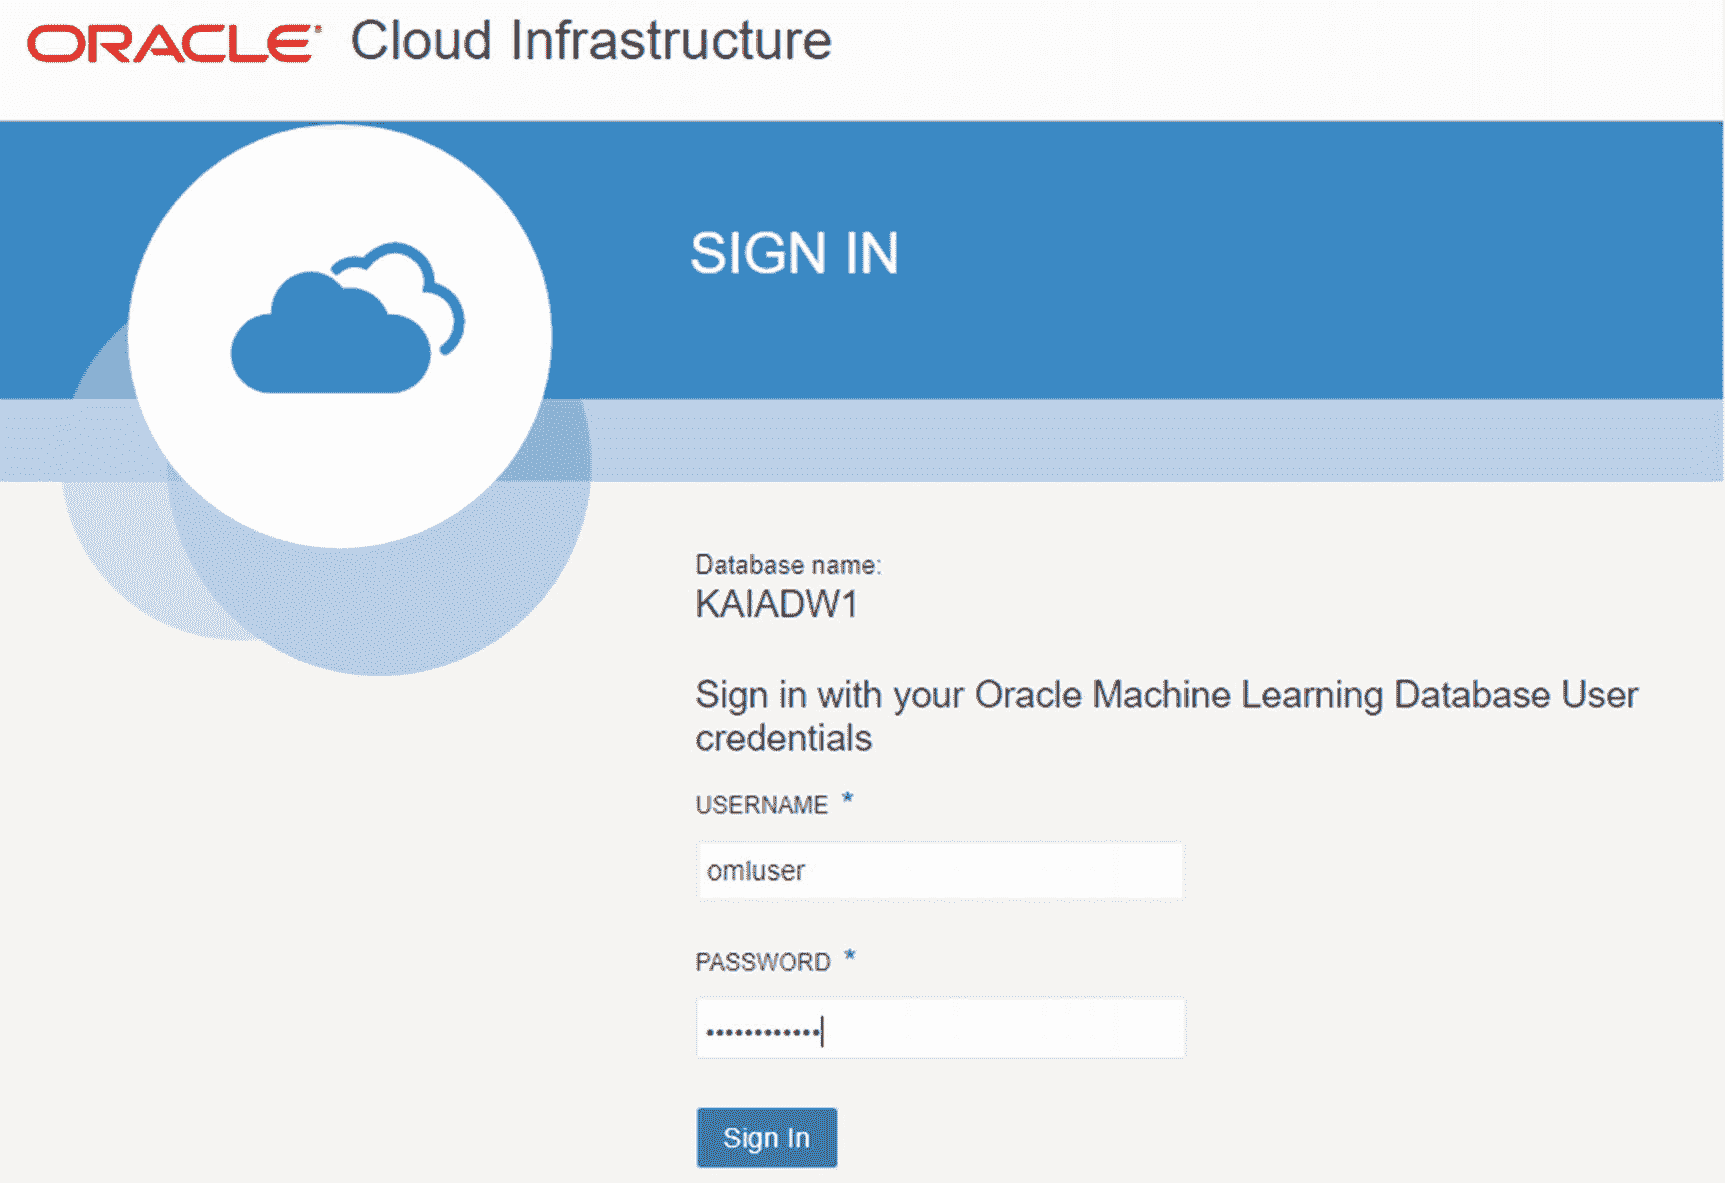 ORACLE® Cloud Infrastructure
SIGN IN
Database name:
KAIADW1
Sign in with your Oracle Machine Learning Database User
credentials
USERNAME *
omluser
PASSWORD *
••••••••••••
Sign In